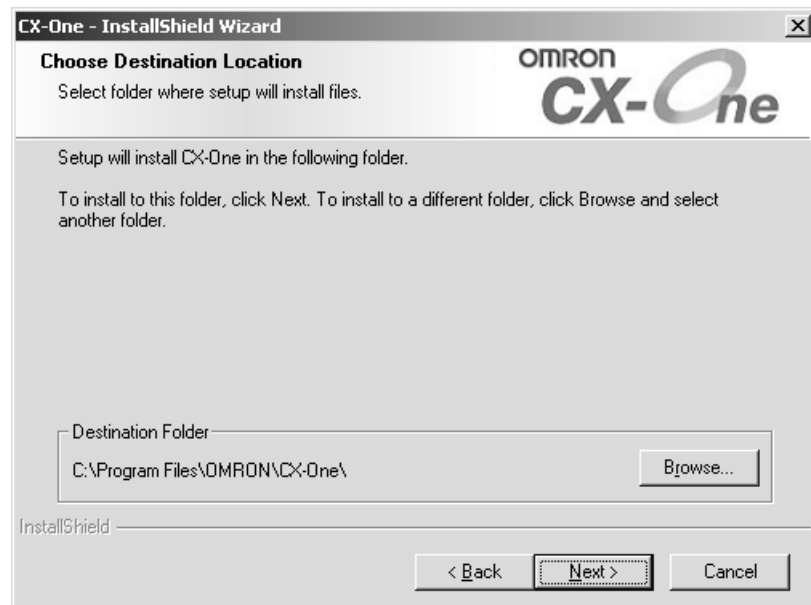 CX-One - InstallShield Wizard
Choose Destination Location
Select folder where setup will install files.
OMRON
CX-One
Setup will install CX-One in the following folder.
To install to this folder, click Next. To install to a different folder, click Browse and select
another folder.
Destination Folder
C:\Program Files\OMRON\CX-One\
Browse...
InstallShield
< Back
Next >
Cancel